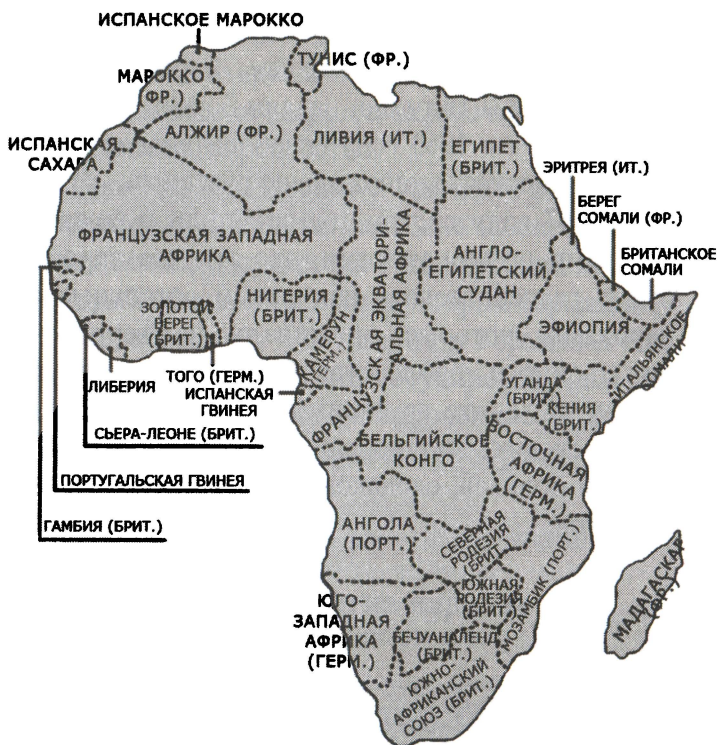 ИСПАНСКОЕ МАРОККО
МАРОККО
(ФР.)
ТУНИС (ФР.)
АЛЖИР (ФР.)
ЛИВИЯ (ИТ.)
ЕГИПЕТ
(БРИТ.)
ИСПАНСКАЯ
САХАРА
ЭРИТРЕЯ (ИТ.)
БЕРЕГ
СОМАЛИ (ФР.)
БРИТАНСКОЕ
СОМАЛИ
ФРАНЦУЗСКАЯ ЗАПАДНАЯ
АФРИКА
ФРАНЦУЗСКАЯ ЭКВАТОРИ-
АЛЬНАЯ АФРИКА
АНГЛО-
ЕГИПЕТСКИЙ
СУДАН
ЗОЛОТОЙ
БЕРЕГ
(БРИТ.)
НИГЕРИЯ
(БРИТ.)
КАМЕРУН
(ГЕРМ.)
ЭФИОПИЯ
ИТАЛЬЯНСКОЕ
СОМАЛИ
ЛИБЕРИЯ
ТОГО (ГЕРМ.)
ИСПАНСКАЯ
ГВИНЕЯ
УГАНДА
(БРИТ.)
КЕНИЯ
(БРИТ.)
СЬЕРА-ЛЕОНЕ (БРИТ.)
БЕЛЬГИЙСКОЕ
КОНГО
ВОСТОЧНАЯ
АФРИКА
(ГЕРМ.)
ПОРТУГАЛЬСКАЯ ГВИНЕЯ
ГАМБИЯ (БРИТ.)
АНГОЛА
(ПОРТ.)
СЕВЕРНАЯ
РОДЕЗИЯ
(БРИТ.)
ЮЖНАЯ
РОДЕЗИЯ
(БРИТ.)
МОЗАМБИК (ПОРТ.)
МАДАГАСКАР
(ФР.)
ЮГО-
ЗАПАДНАЯ
АФРИКА
(ГЕРМ.)
БЕЧУАНАЛЕНД
(БРИТ.)
ЮЖНО-
АФРИКАНСКИЙ
СОЮЗ (БРИТ.)